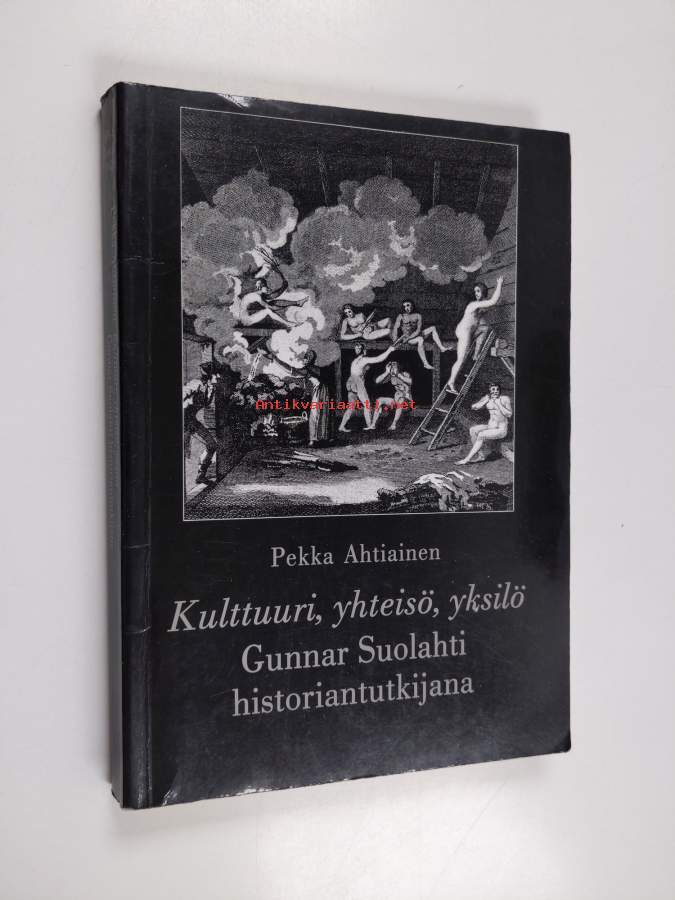 Antikvariaatti.net
Pekka Ahtiainen
Kulttuuri, yhteisö, yksilö
Gunnar Suolahti
historiantutkijana